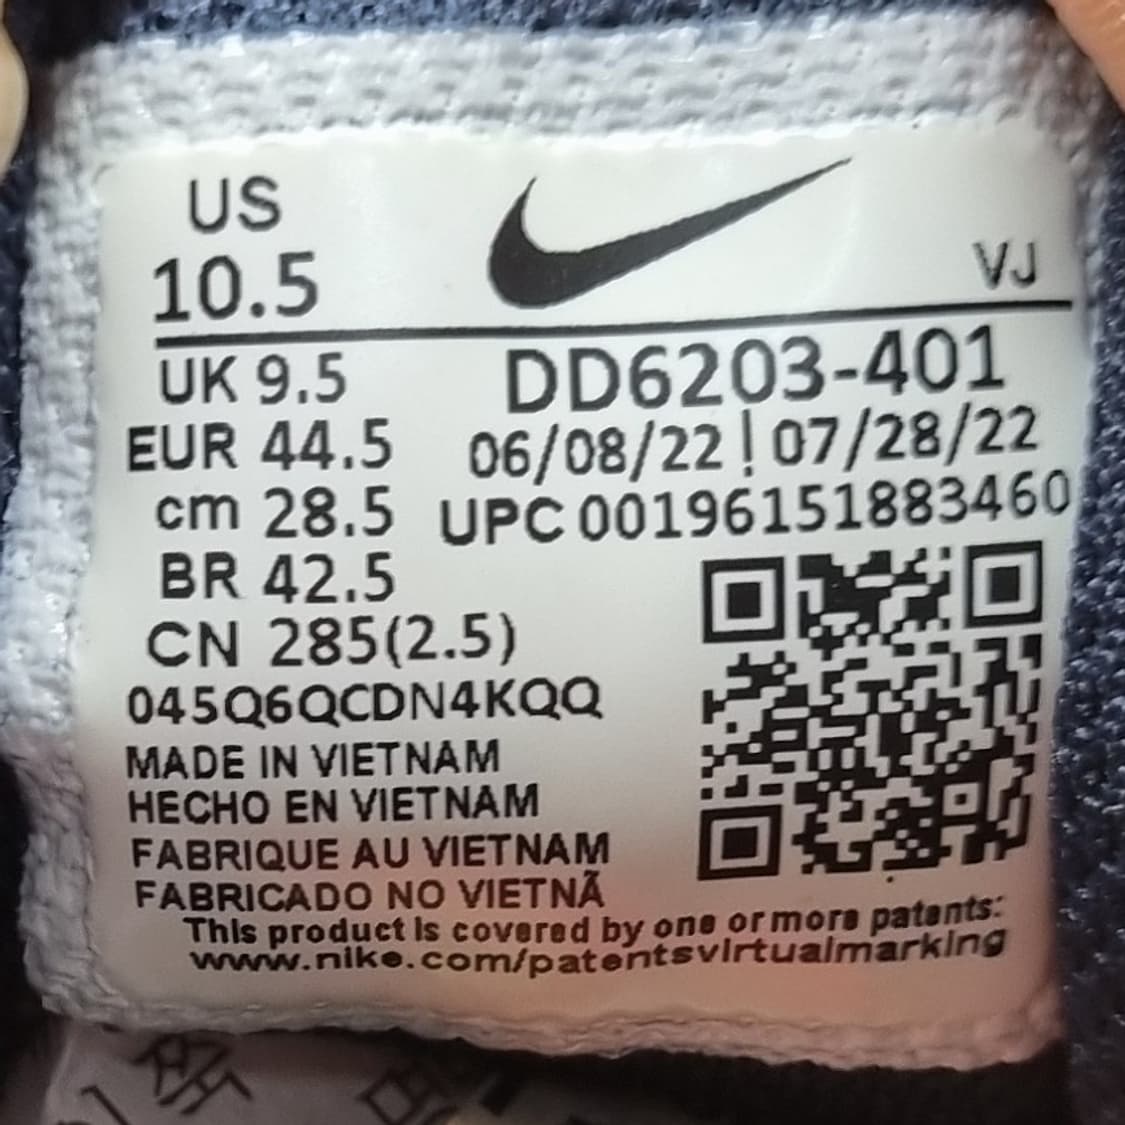 US
10.5
VJ
UK 9.5
DD6203-401
EUR 44.5
06/08/22 | 07/28/22
cm 28.5
UPC 00196151883460
BR 42.5
CN 285(2.5)
045Q6QCDN4KQQ
MADE IN VIETNAM
HECHO EN VIETNAM
FABRIQUE AU VIETNAM
FABRICADO NO VIETNÃ
This product is covered by one or more patents:
www.nike.com/patentsvirtualmarking